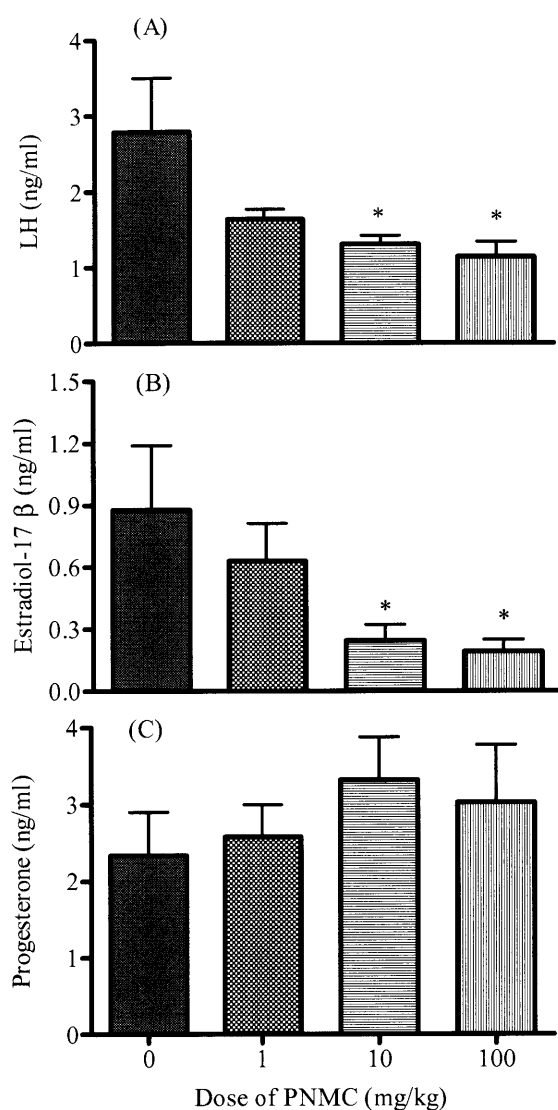 (A)
4
3
2
1
0
LH (ng/ml)
*
*
(B)
1.5
1.2
0.9
0.6
0.3
0.0
Estradiol-17 β (ng/ml)
*
*
(C)
4
3
2
1
0
Progesterone (ng/ml)
0 1 10 100
Dose of PNMC (mg/kg)